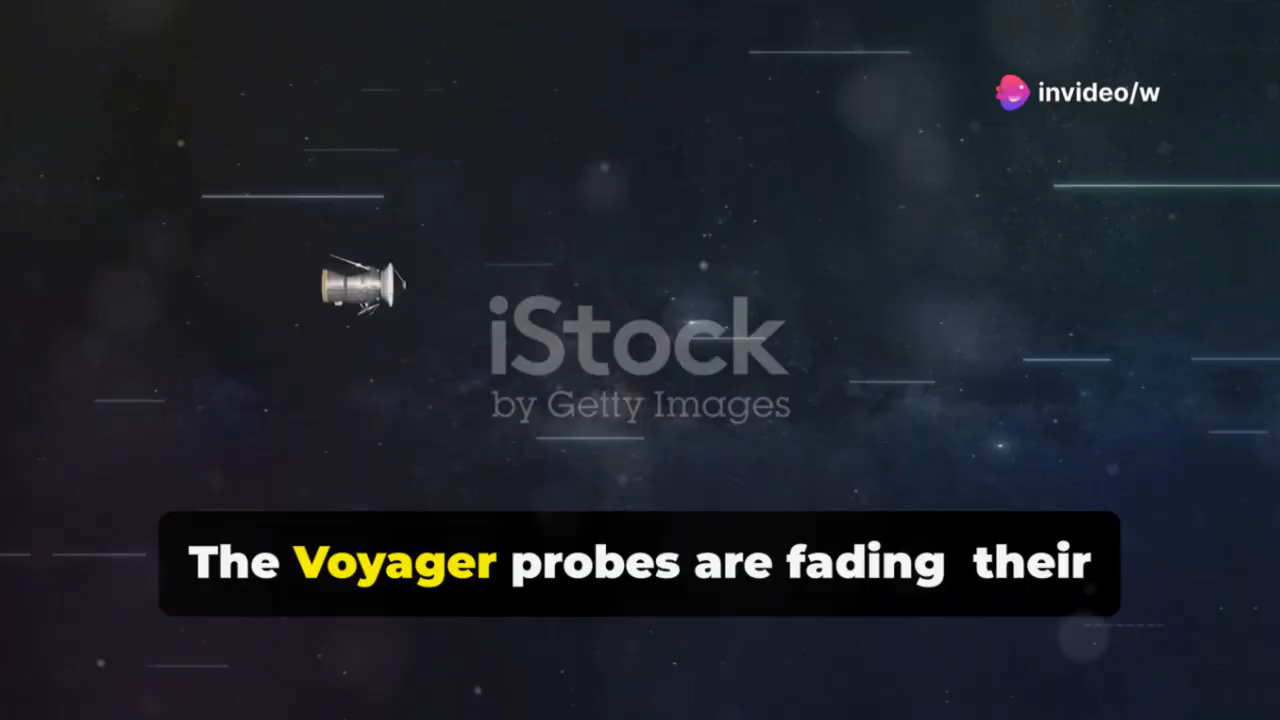 invideo/w
iStock
by Getty Images
The Voyager probes are fading  their